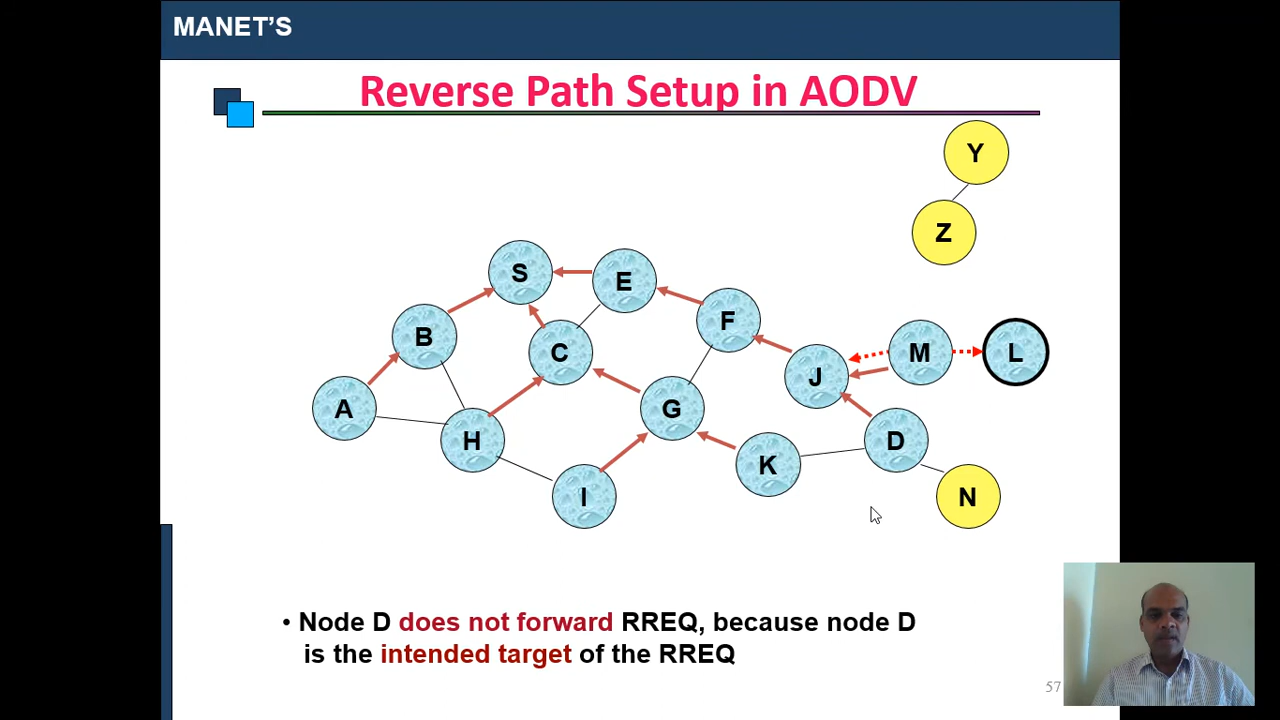 MANET'S
Reverse Path Setup in AODV
Y
Z
S
E
F
B
C
M
L
J
A
G
H
D
K
I
N
• Node D does not forward RREQ, because node D
is the intended target of the RREQ
57